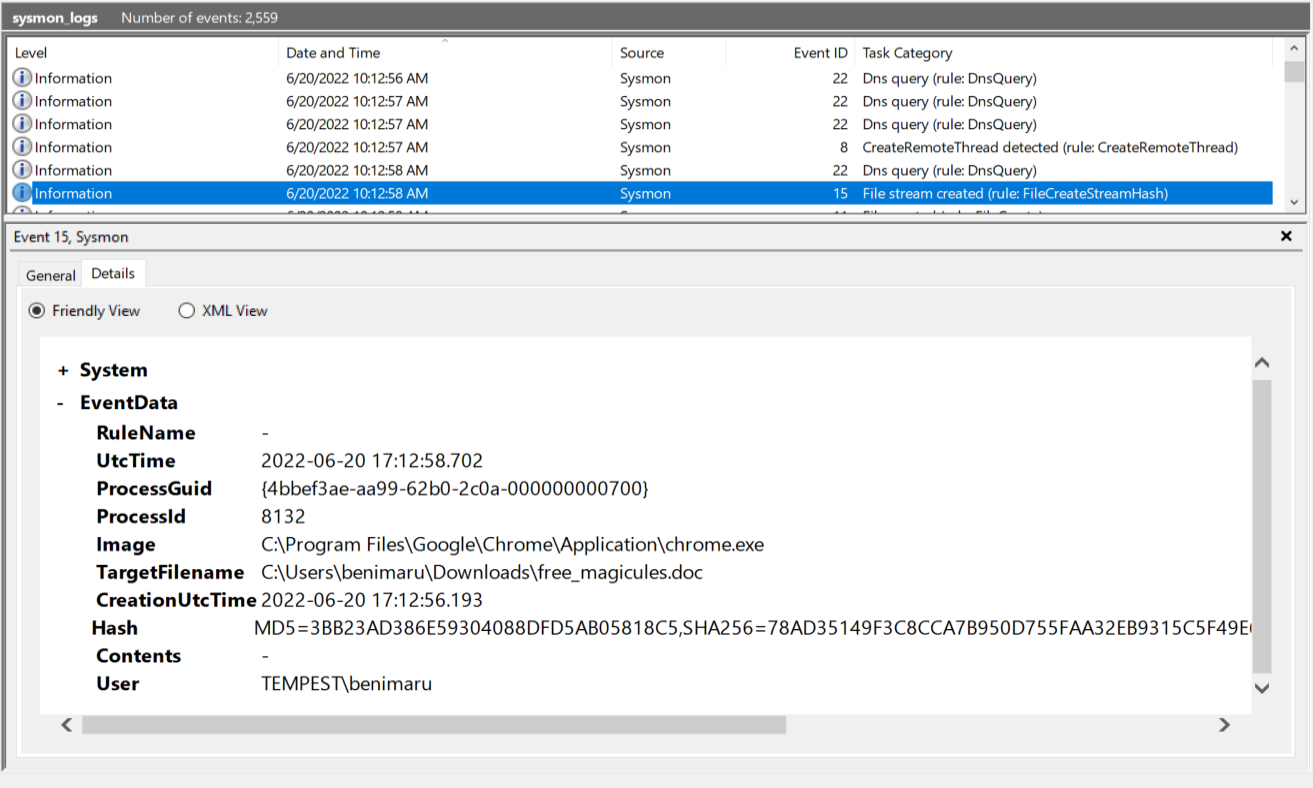 sysmon_logs Number of events: 2,559
Level Date and Time Source Event ID Task Category
Information 6/20/2022 10:12:56 AM Sysmon 22 Dns query (rule: DnsQuery)
Information 6/20/2022 10:12:57 AM Sysmon 22 Dns query (rule: DnsQuery)
Information 6/20/2022 10:12:57 AM Sysmon 22 Dns query (rule: DnsQuery)
Information 6/20/2022 10:12:57 AM Sysmon 8 CreateRemoteThread detected (rule: CreateRemoteThread)
Information 6/20/2022 10:12:58 AM Sysmon 22 Dns query (rule: DnsQuery)
Information 6/20/2022 10:12:58 AM Sysmon 15 File stream created (rule: FileCreateStreamHash)
Event 15, Sysmon
General Details
Friendly View XML View
+ System
- EventData
RuleName -
UtcTime 2022-06-20 17:12:58.702
ProcessGuid {4bbef3ae-aa99-62b0-2c0a-000000000700}
ProcessId 8132
Image C:\Program Files\Google\Chrome\Application\chrome.exe
TargetFilename C:\Users\benimaru\Downloads\free_magicules.doc
CreationUtcTime 2022-06-20 17:12:56.193
Hash MD5=3BB23AD386E59304088DFD5AB05818C5,SHA256=78AD35149F3C8CCA7B950D755FAA32EB9315C5F49E
Contents -
User TEMPEST\benimaru